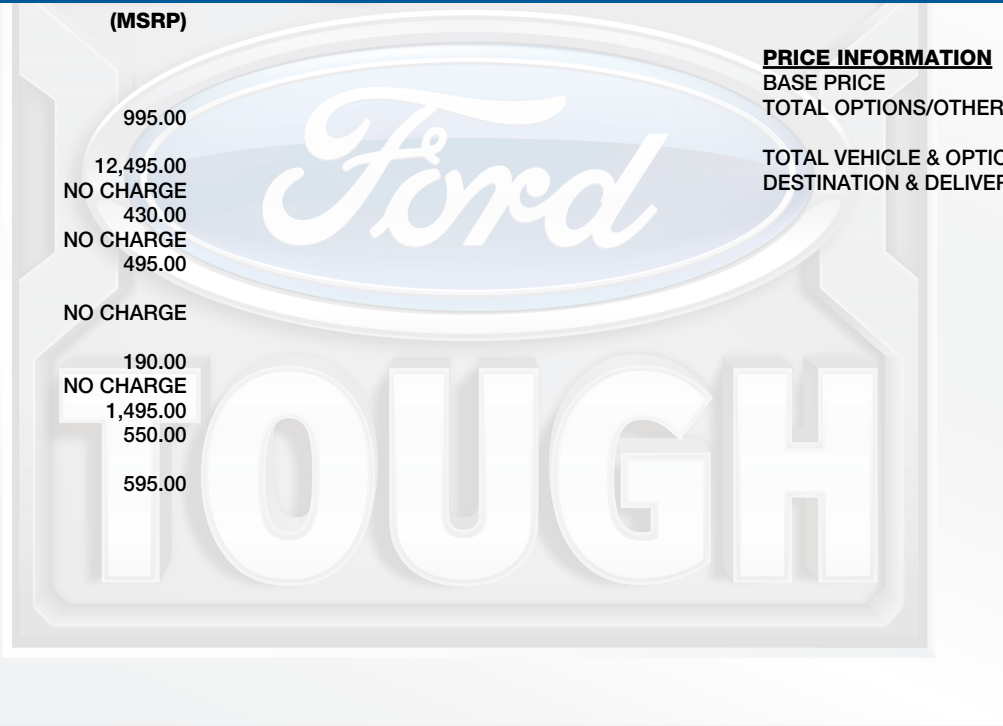 (MSRP)
995.00
12,495.00
NO CHARGE
430.00
NO CHARGE
495.00
NO CHARGE
190.00
NO CHARGE
1,495.00
550.00
595.00
PRICE INFORMATION
BASE PRICE
TOTAL OPTIONS/OTHER
TOTAL VEHICLE & OPTIO
DESTINATION & DELIVER
Ford
TOUGH